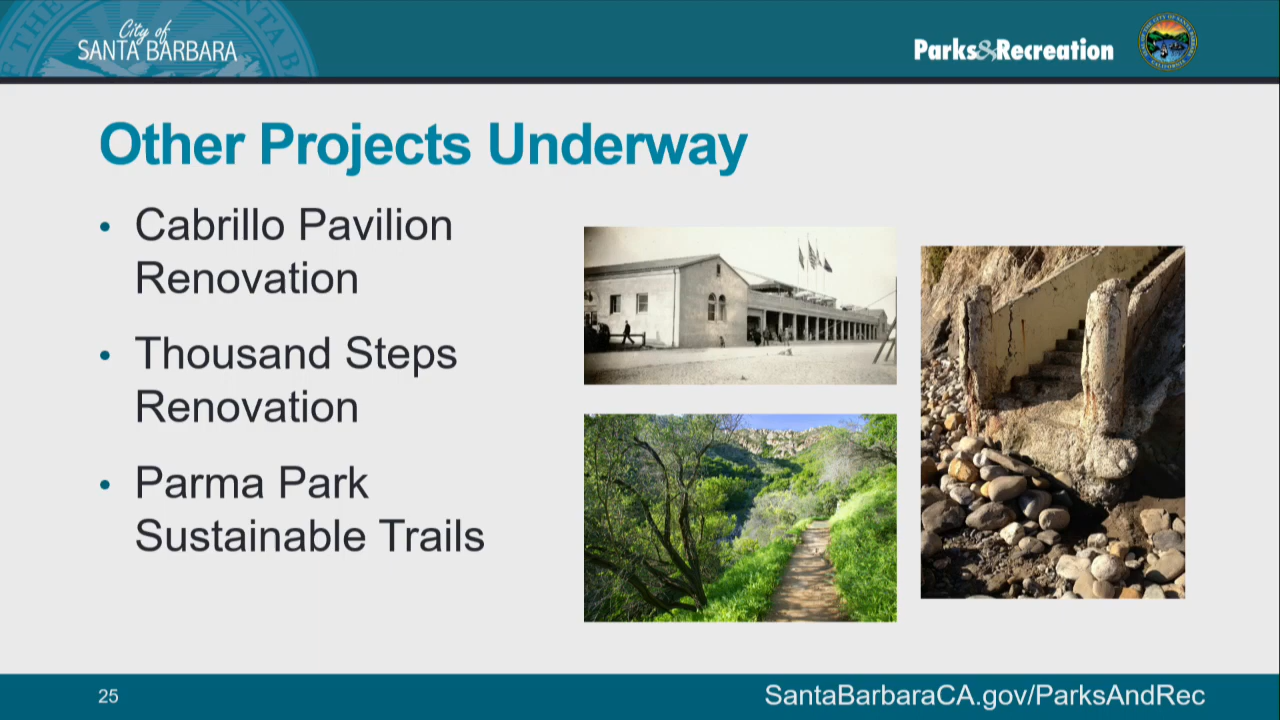 City of
SANTA BARBARA
Parks&Recreation
Other Projects Underway
• Cabrillo Pavilion
Renovation
• Thousand Steps
Renovation
• Parma Park
Sustainable Trails
25
SantaBarbaraCA.gov/ParksAndRec